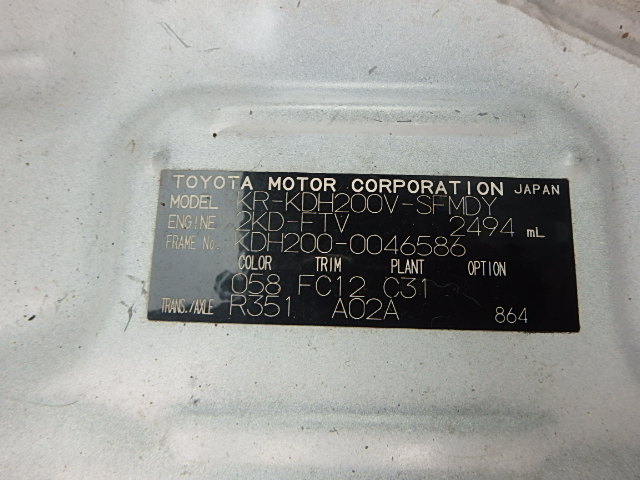 TOYOTA MOTOR CORPORATION JAPAN
MODEL KR-KDH200V-SFMDY
ENGINE 2KD-FTV 2494 mL
FRAME No. KDH200-0046586
COLOR TRIM PLANT OPTION
058 FC12 C31
TRANS./AXLE R351 A02A 864